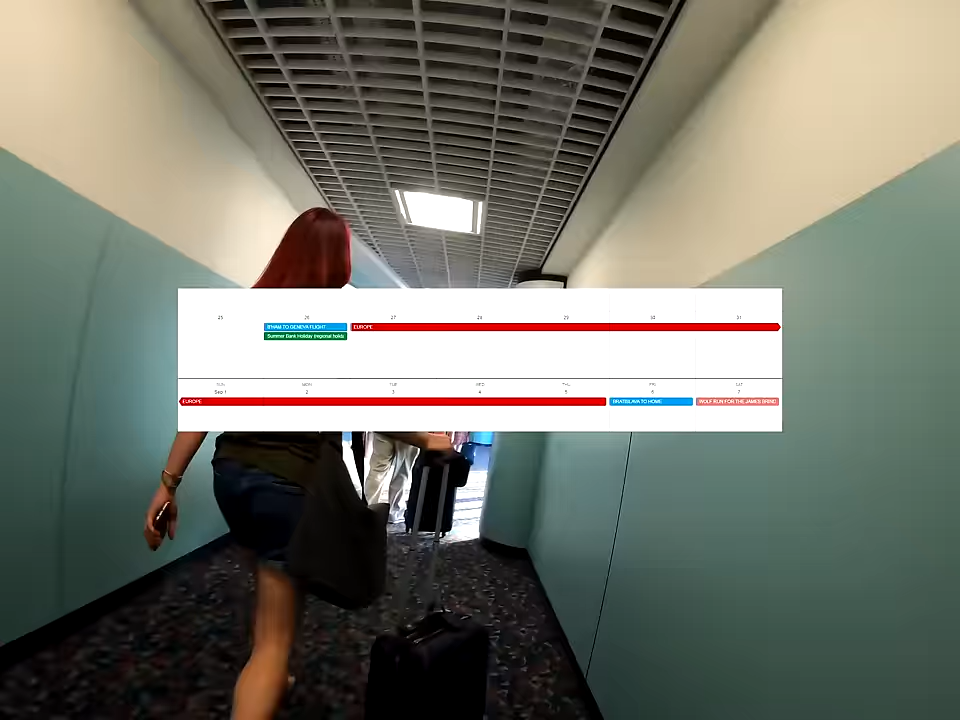 25 26 27 28 29 30 31
B'HAM TO GENEVA FLIGHT
EUROPE
Summer Bank Holiday (regional holida
SUN MON TUE WED THU FRI SAT
Sep 1 2 3 4 5 6 7
EUROPE
BRATISLAVA TO HOME
WOLF RUN FOR THE JAMES BRIND